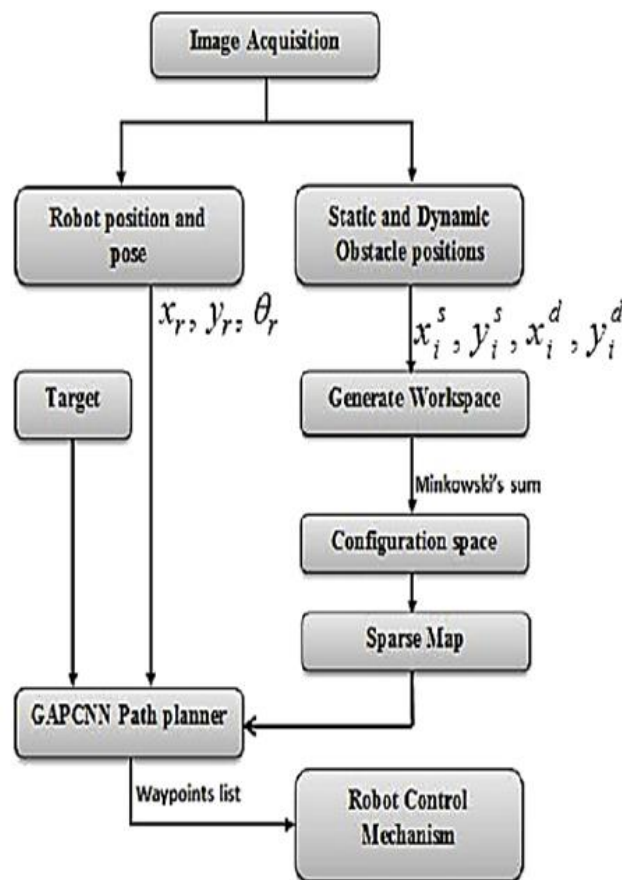 Image Acquisition
Robot position and
pose
Static and Dynamic
Obstacle positions
x_r, y_r, θ_r
x_i^s, y_i^s, x_i^d, y_i^d
Target
Generate Workspace
Minkowski's sum
Configuration space
Sparse Map
GAPCNN Path planner
Waypoints list
Robot Control
Mechanism